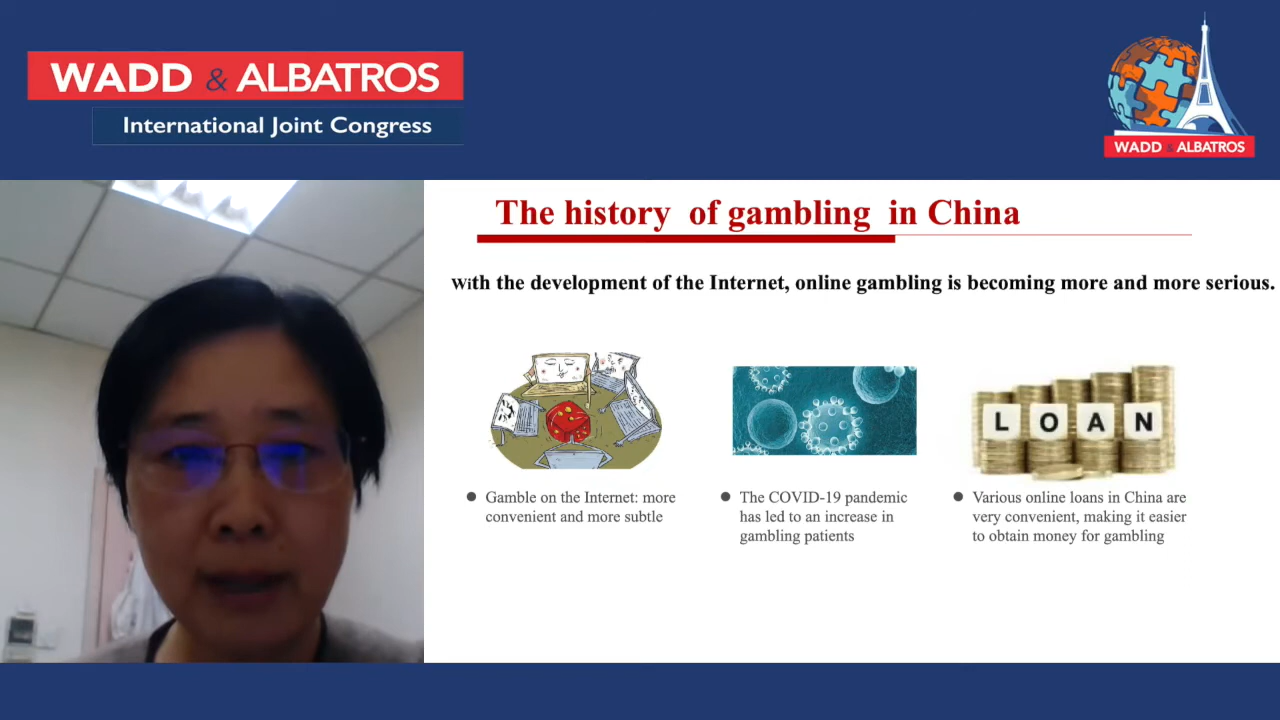 WADD & ALBATROS
International Joint Congress
WADD & ALBATROS
The history of gambling in China
With the development of the Internet, online gambling is becoming more and more serious.
LOAN
● Gamble on the Internet: more
convenient and more subtle
● The COVID-19 pandemic
has led to an increase in
gambling patients
● Various online loans in China are
very convenient, making it easier
to obtain money for gambling